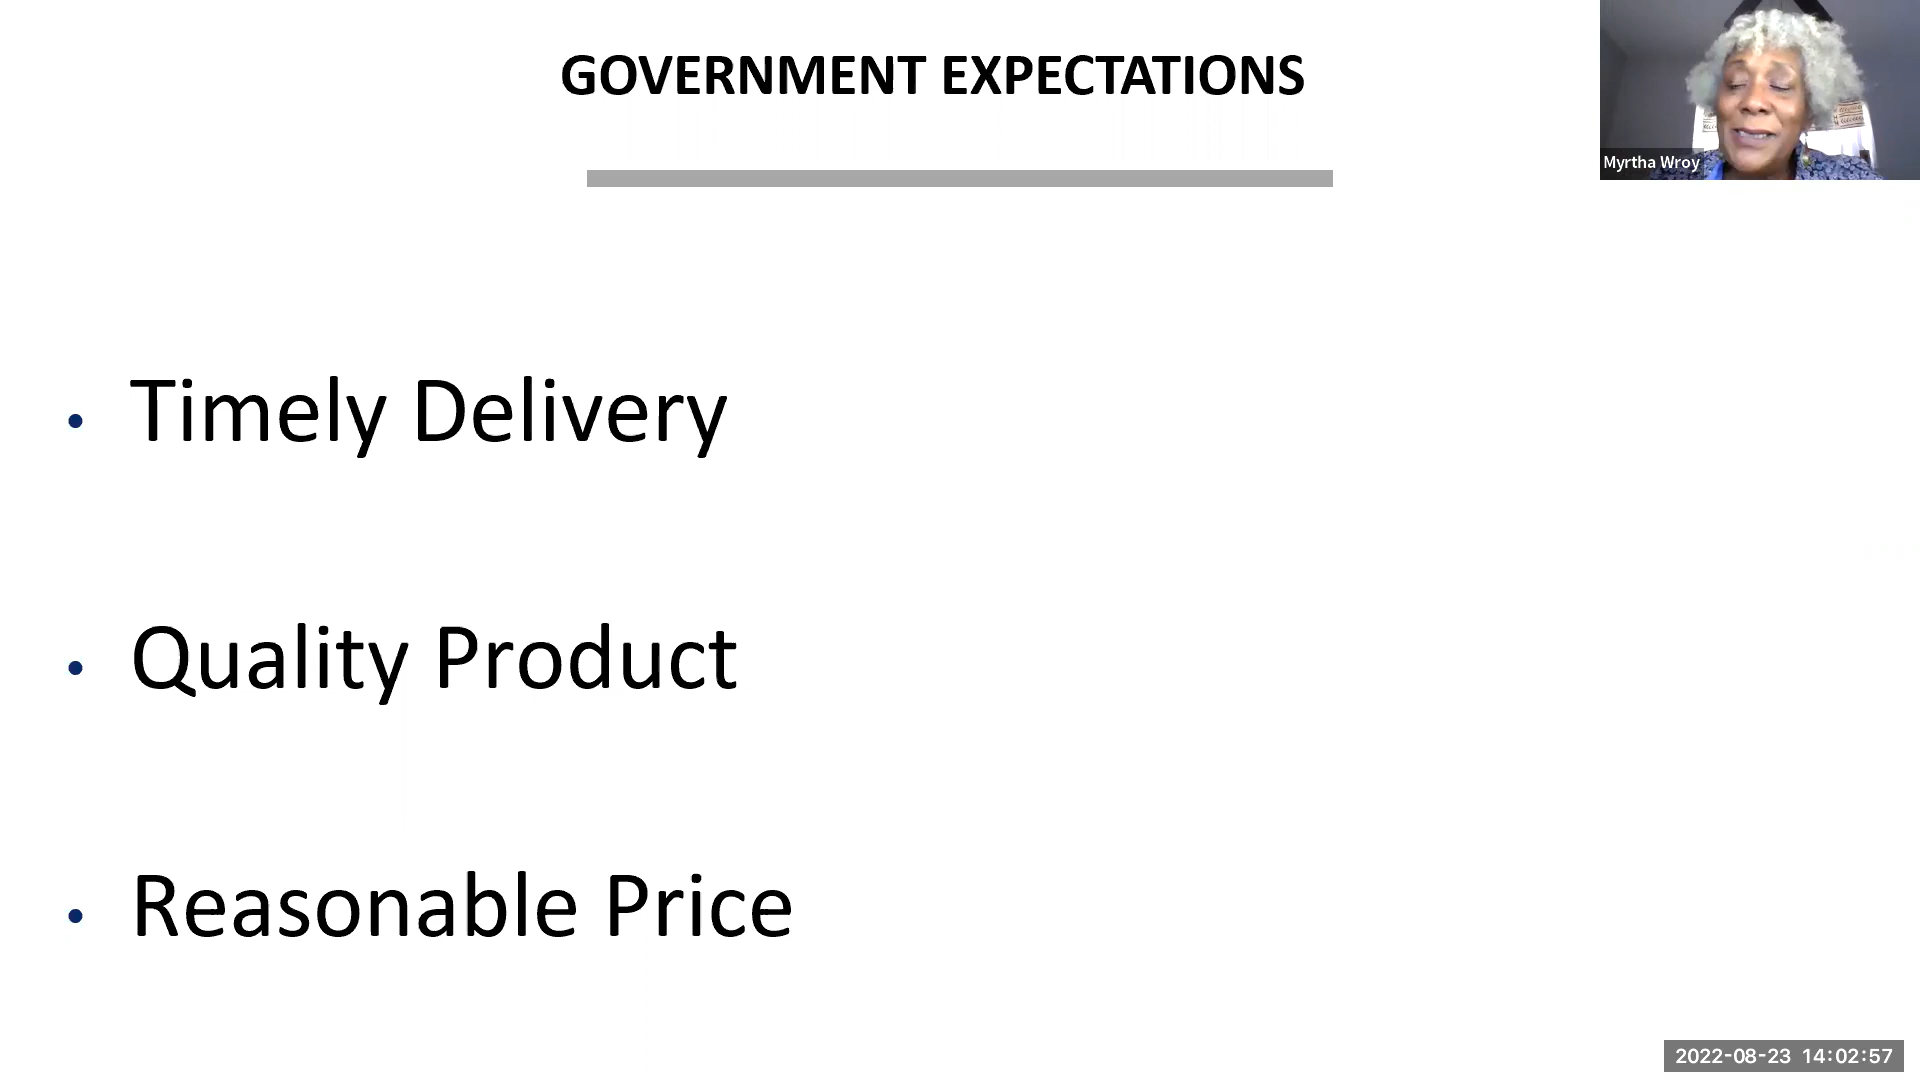 GOVERNMENT EXPECTATIONS
Myrtha Wroy
• Timely Delivery
• Quality Product
• Reasonable Price
2022-08-23 14:02:57